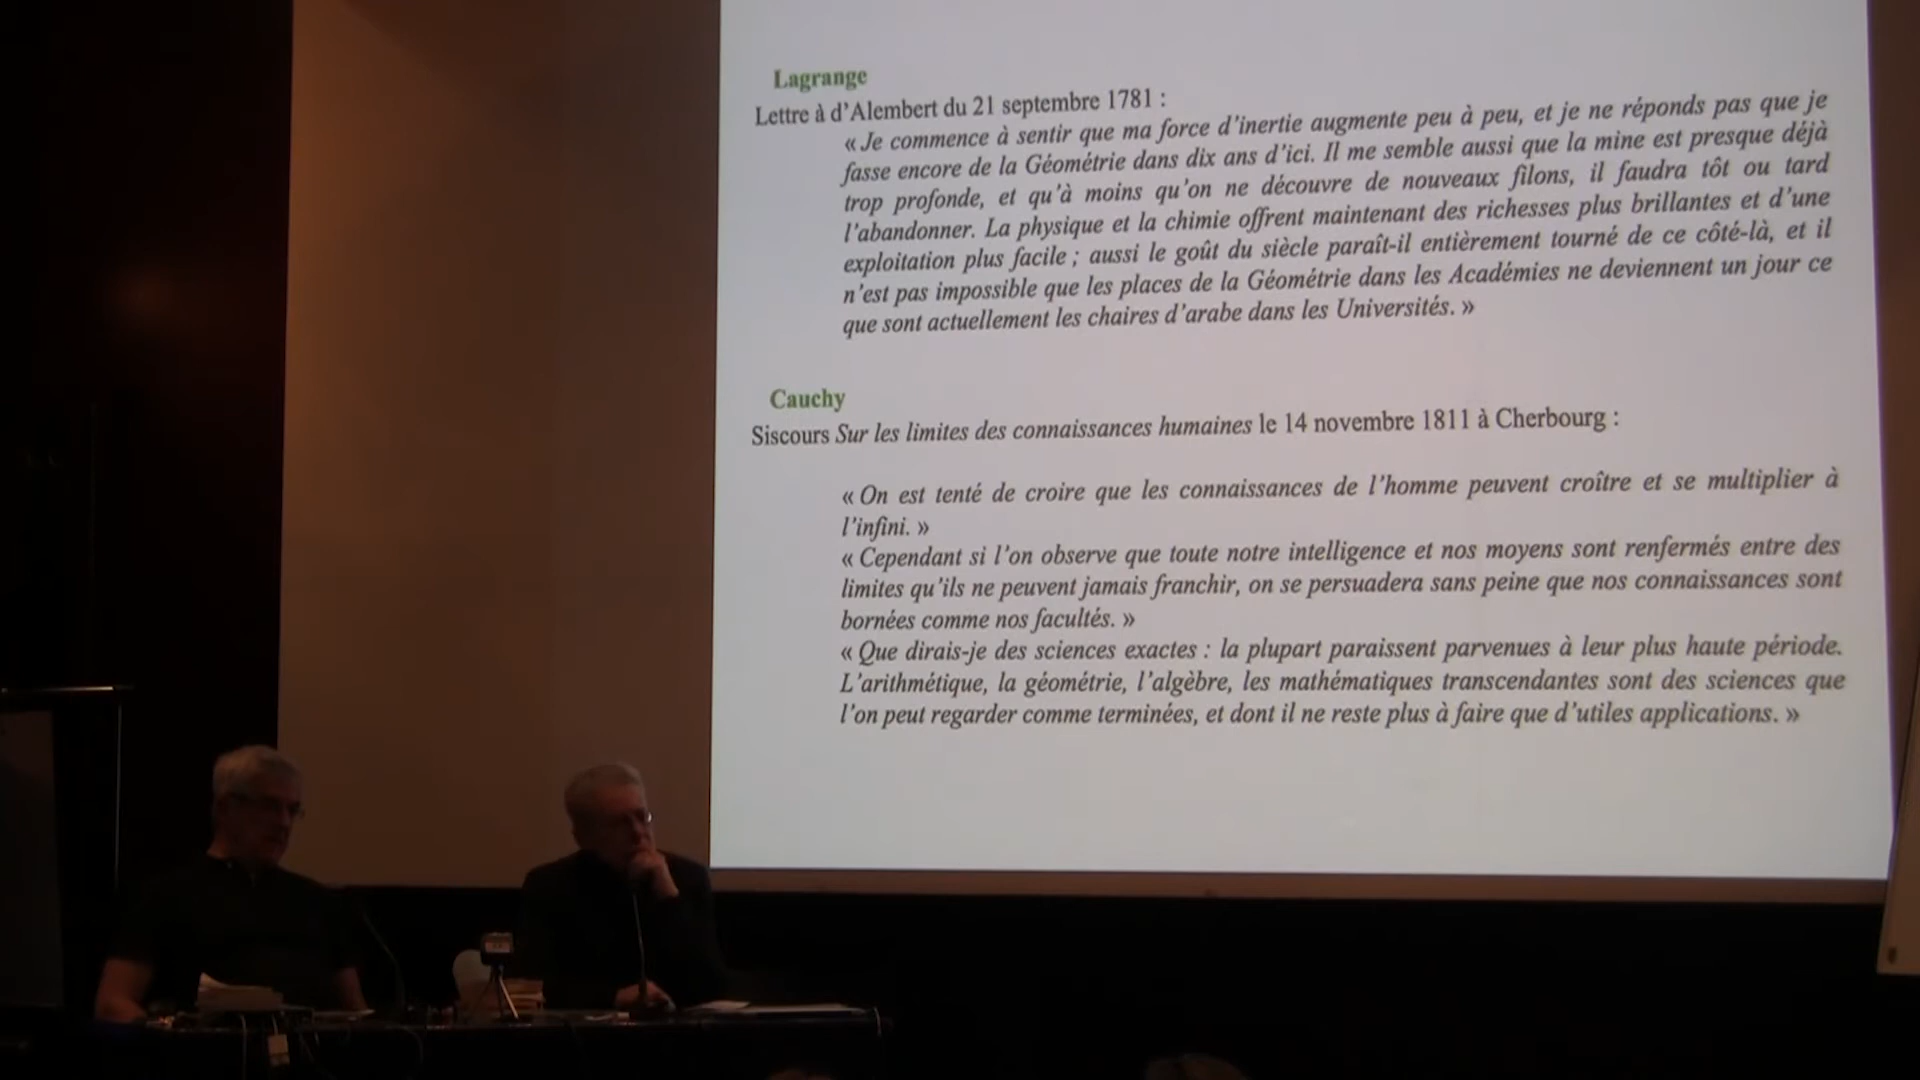 Lagrange
Lettre à d'Alembert du 21 septembre 1781 :
« Je commence à sentir que ma force d'inertie augmente peu à peu, et je ne réponds pas que je
fasse encore de la Géométrie dans dix ans d'ici. Il me semble aussi que la mine est presque déjà
trop profonde, et qu'à moins qu'on ne découvre de nouveaux filons, il faudra tôt ou tard
l'abandonner. La physique et la chimie offrent maintenant des richesses plus brillantes et d'une
exploitation plus facile ; aussi le goût du siècle paraît-il entièrement tourné de ce côté-là, et il
n'est pas impossible que les places de la Géométrie dans les Académies ne deviennent un jour ce
que sont actuellement les chaires d'arabe dans les Universités. »
Cauchy
Siscours Sur les limites des connaissances humaines le 14 novembre 1811 à Cherbourg :
« On est tenté de croire que les connaissances de l'homme peuvent croître et se multiplier à
l'infini. »
« Cependant si l'on observe que toute notre intelligence et nos moyens sont renfermés entre des
limites qu'ils ne peuvent jamais franchir, on se persuadera sans peine que nos connaissances sont
bornées comme nos facultés. »
« Que dirais-je des sciences exactes : la plupart paraissent parvenues à leur plus haute période.
L'arithmétique, la géométrie, l'algèbre, les mathématiques transcendantes sont des sciences que
l'on peut regarder comme terminées, et dont il ne reste plus à faire que d'utiles applications. »